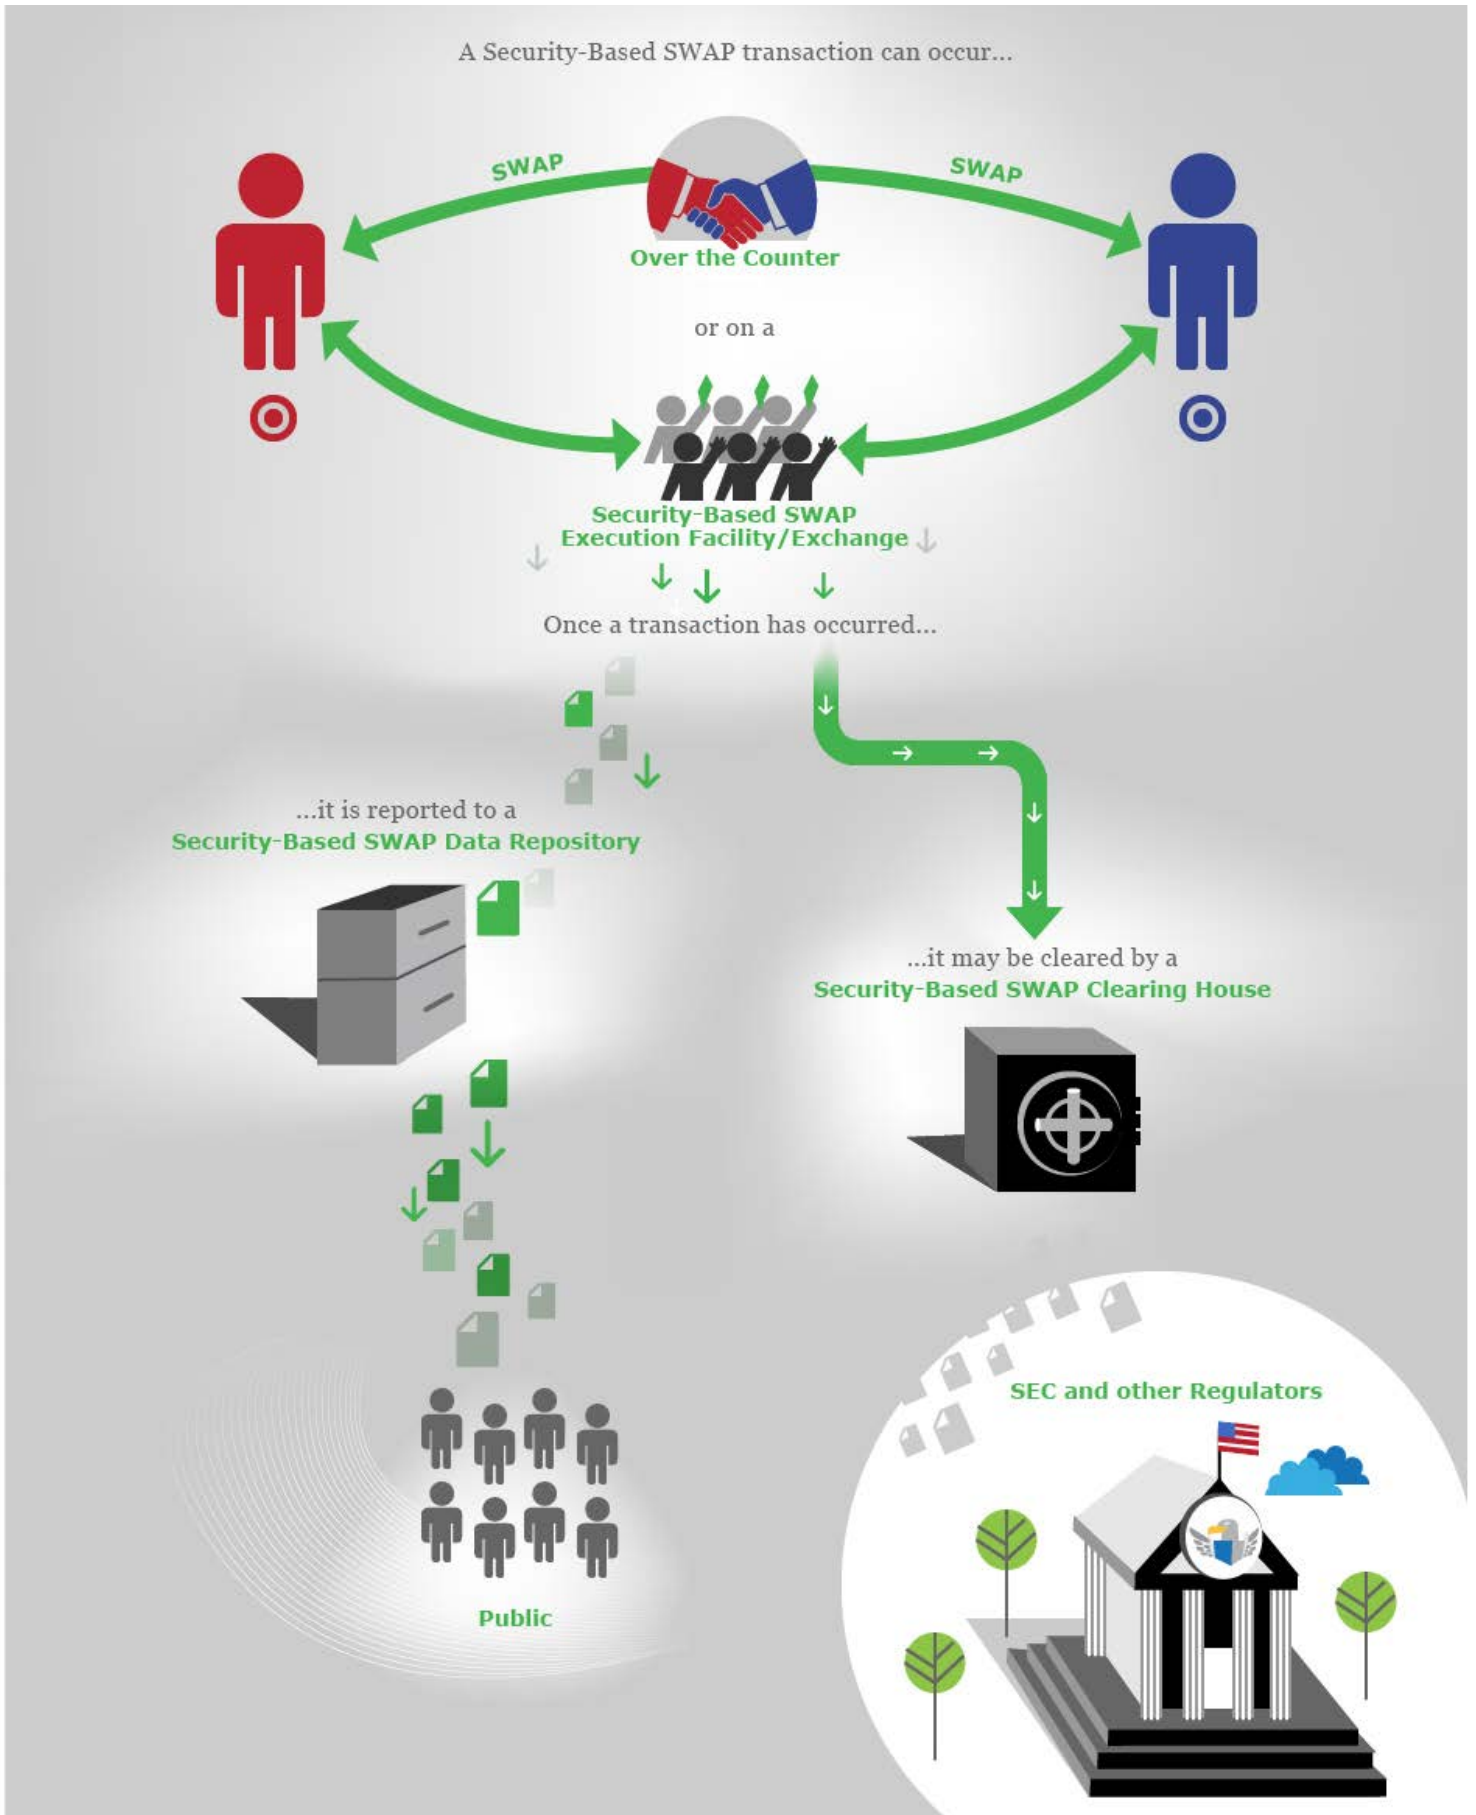 A Security-Based SWAP transaction can occur...
SWAP
SWAP
Over the Counter
or on a
Security-Based SWAP
Execution Facility/Exchange
Once a transaction has occurred...
...it is reported to a
Security-Based SWAP Data Repository
...it may be cleared by a
Security-Based SWAP Clearing House
SEC and other Regulators
Public